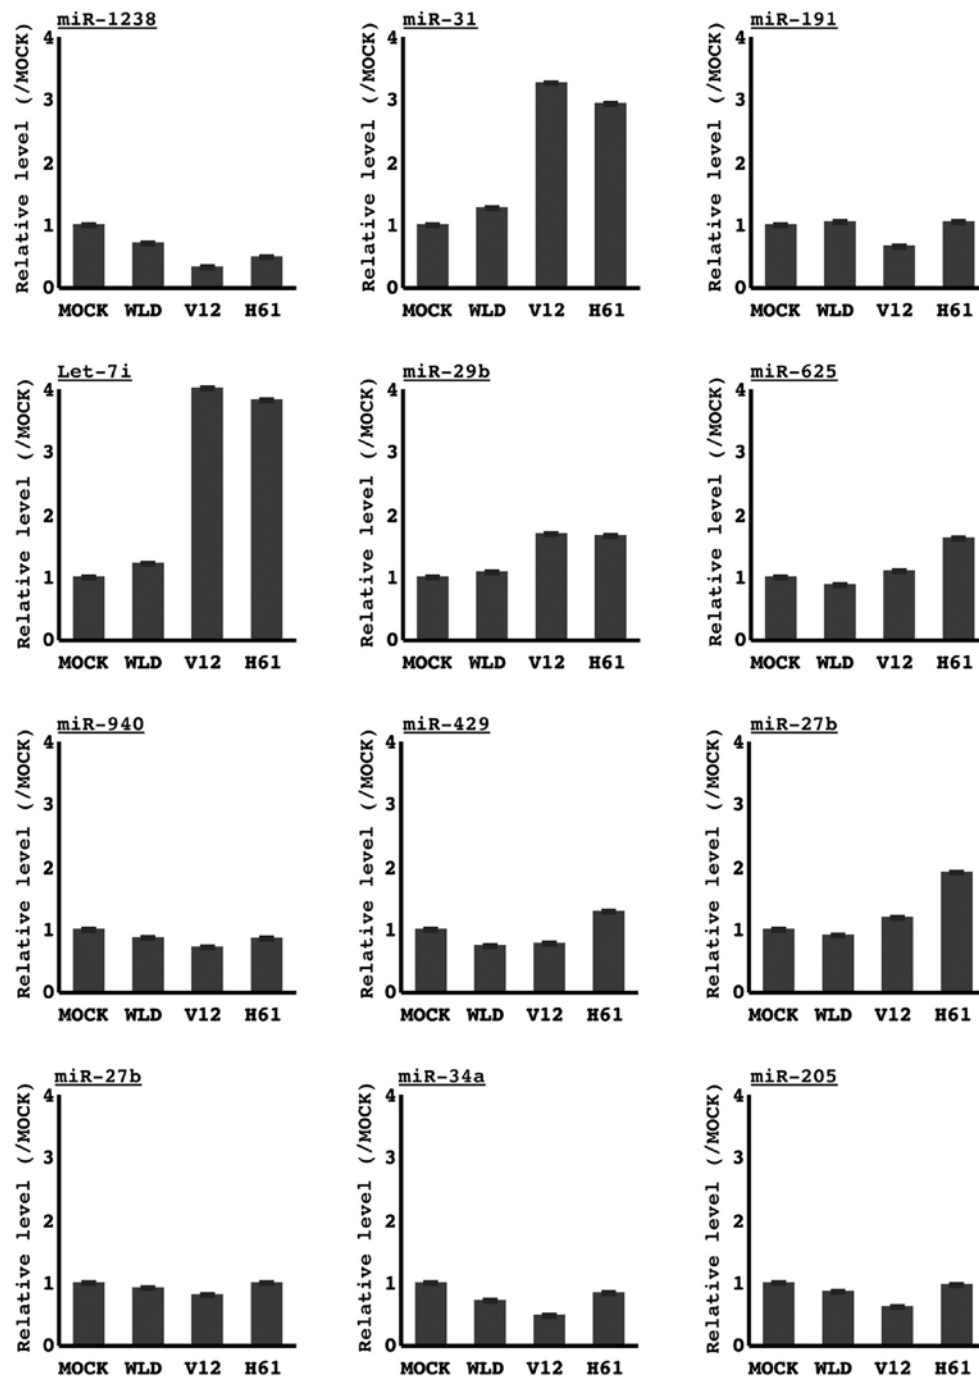 miR-1238
Relative level (/MOCK)
4
3
2
1
0
MOCK WLD V12 H61
miR-31
Relative level (/MOCK)
4
3
2
1
0
MOCK WLD V12 H61
miR-191
Relative level (/MOCK)
4
3
2
1
0
MOCK WLD V12 H61
Let-7i
Relative level (/MOCK)
4
3
2
1
0
MOCK WLD V12 H61
miR-29b
Relative level (/MOCK)
4
3
2
1
0
MOCK WLD V12 H61
miR-625
Relative level (/MOCK)
4
3
2
1
0
MOCK WLD V12 H61
miR-940
Relative level (/MOCK)
4
3
2
1
0
MOCK WLD V12 H61
miR-429
Relative level (/MOCK)
4
3
2
1
0
MOCK WLD V12 H61
miR-27b
Relative level (/MOCK)
4
3
2
1
0
MOCK WLD V12 H61
miR-27b
Relative level (/MOCK)
4
3
2
1
0
MOCK WLD V12 H61
miR-34a
Relative level (/MOCK)
4
3
2
1
0
MOCK WLD V12 H61
miR-205
Relative level (/MOCK)
4
3
2
1
0
MOCK WLD V12 H61